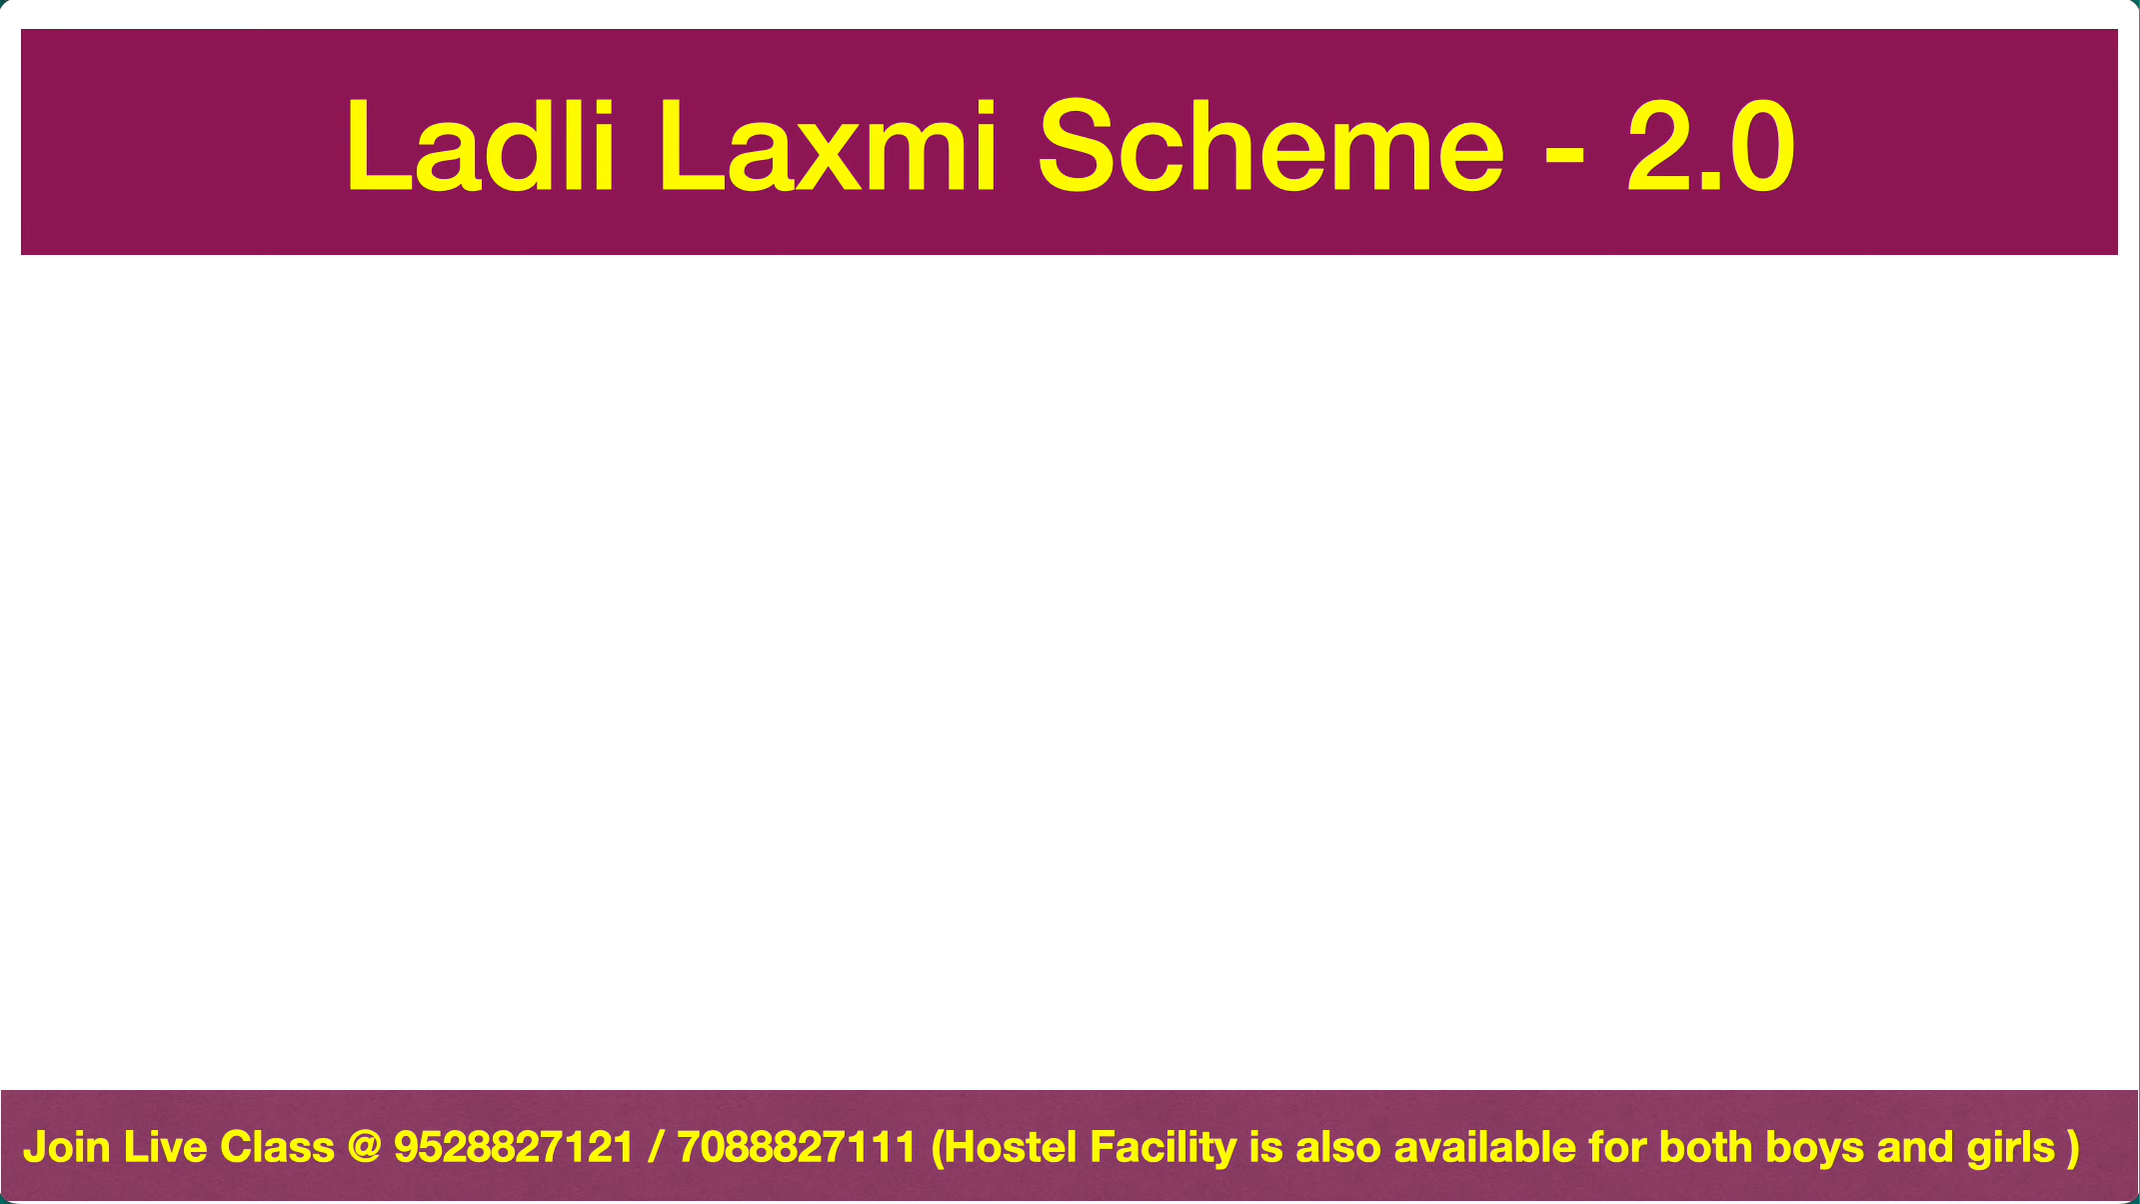 Ladli Laxmi Scheme - 2.0
Join Live Class @ 9528827121 / 7088827111 (Hostel Facility is also available for both boys and girls )